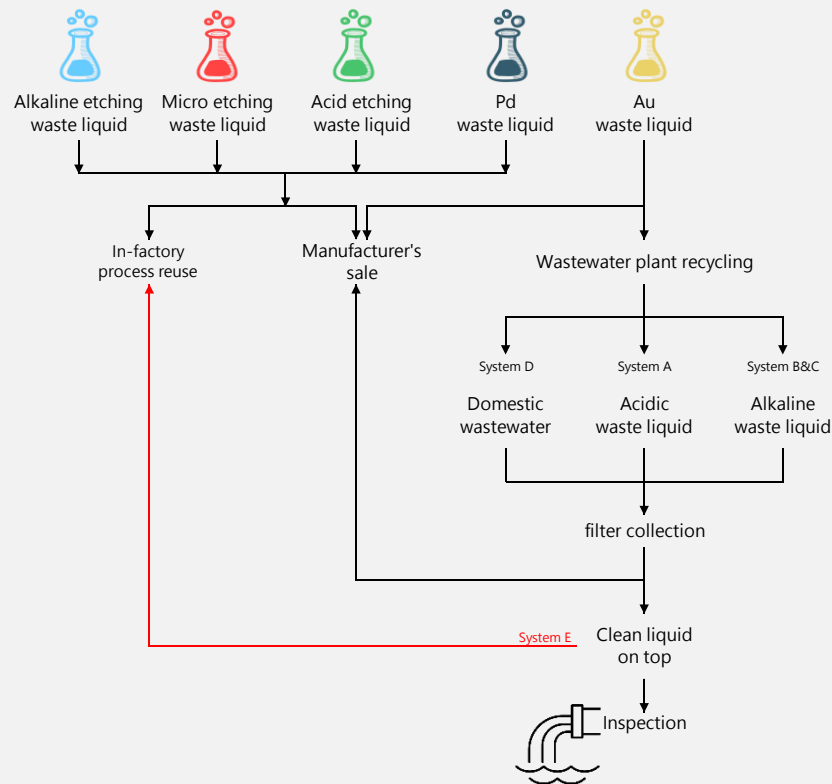 Alkaline etching
waste liquid
Micro etching
waste liquid
Acid etching
waste liquid
Pd
waste liquid
Au
waste liquid
In-factory
process reuse
Manufacturer's
sale
Wastewater plant recycling
System D
System A
System B&C
Domestic
wastewater
Acidic
waste liquid
Alkaline
waste liquid
filter collection
System E
Clean liquid
on top
Inspection